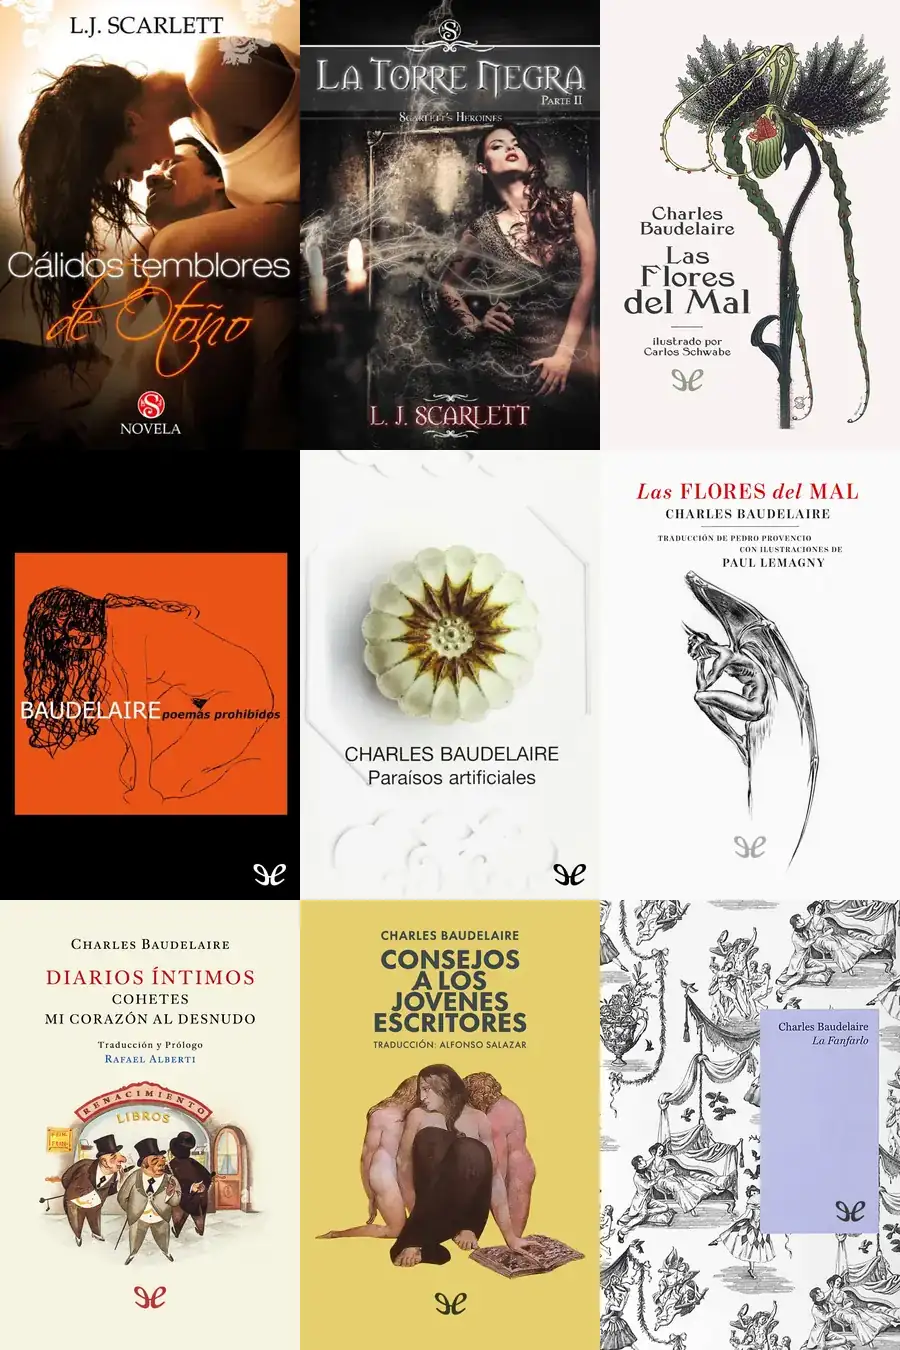 L.J. SCARLETT
Cálidos temblores
de Otoño
S
NOVELA
S
LA TORRE NEGRA
PARTE II
SCARLETT'S HEROINES
L. J. SCARLETT
Charles
Baudelaire
Las
Flores
del Mal
ilustrado por
Carlos Schwabe
BAUDELAIRE poemas prohibidos
CHARLES BAUDELAIRE
Paraísos artificiales
Las FLORES del MAL
CHARLES BAUDELAIRE
TRADUCCIÓN DE PEDRO PROVENCIO
CON ILUSTRACIONES DE
PAUL LEMAGNY
CHARLES BAUDELAIRE
DIARIOS ÍNTIMOS
COHETES
MI CORAZÓN AL DESNUDO
Traducción y Prólogo
RAFAEL ALBERTI
RENACIMIENTO
LIBROS
CHARLES BAUDELAIRE
CONSEJOS
A LOS
JÓVENES
ESCRITORES
TRADUCCIÓN: ALFONSO SALAZAR
Charles Baudelaire
La Fanfarlo